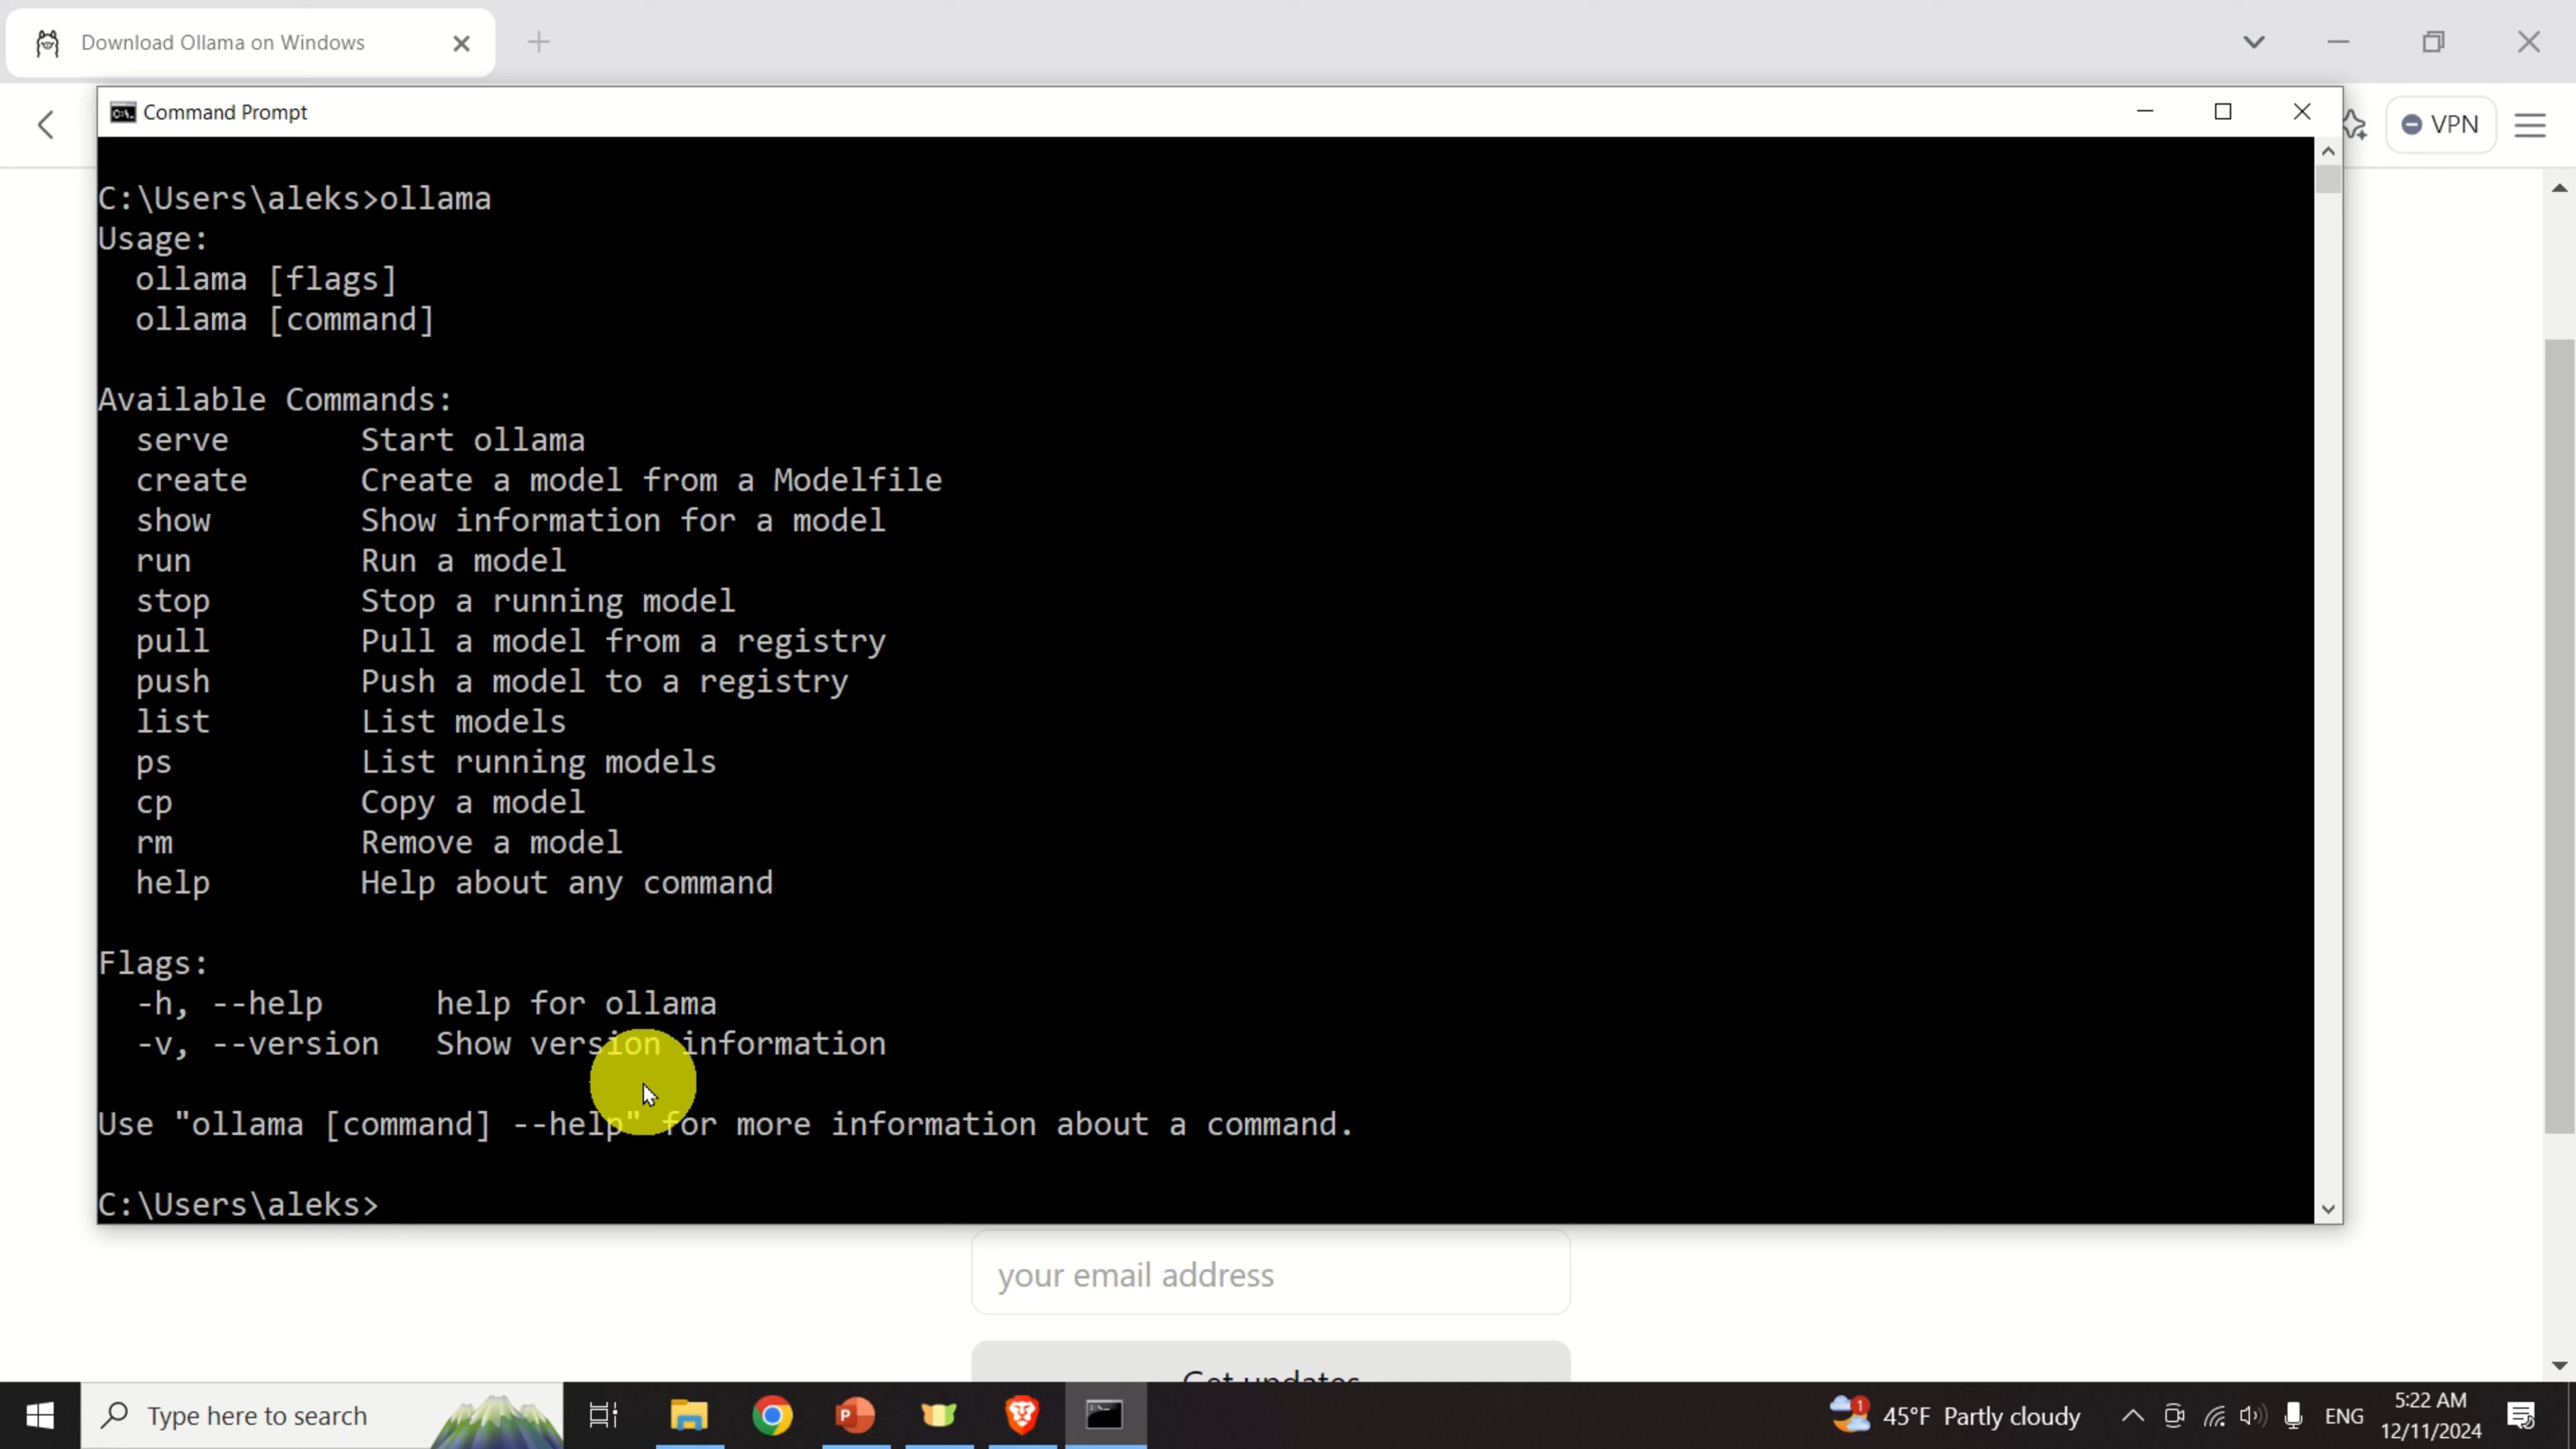 Download Ollama on Windows
Command Prompt
VPN
C:\Users\aleks>ollama
Usage:
  ollama [flags]
  ollama [command]
Available Commands:
  serve       Start ollama
  create      Create a model from a Modelfile
  show        Show information for a model
  run         Run a model
  stop        Stop a running model
  pull        Pull a model from a registry
  push        Push a model to a registry
  list        List models
  ps          List running models
  cp          Copy a model
  rm          Remove a model
  help        Help about any command
Flags:
  -h, --help      help for ollama
  -v, --version   Show version information
Use "ollama [command] --help" for more information about a command.
C:\Users\aleks>
your email address
Get updates
Type here to search
1
45°F Partly cloudy
ENG
5:22 AM
12/11/2024